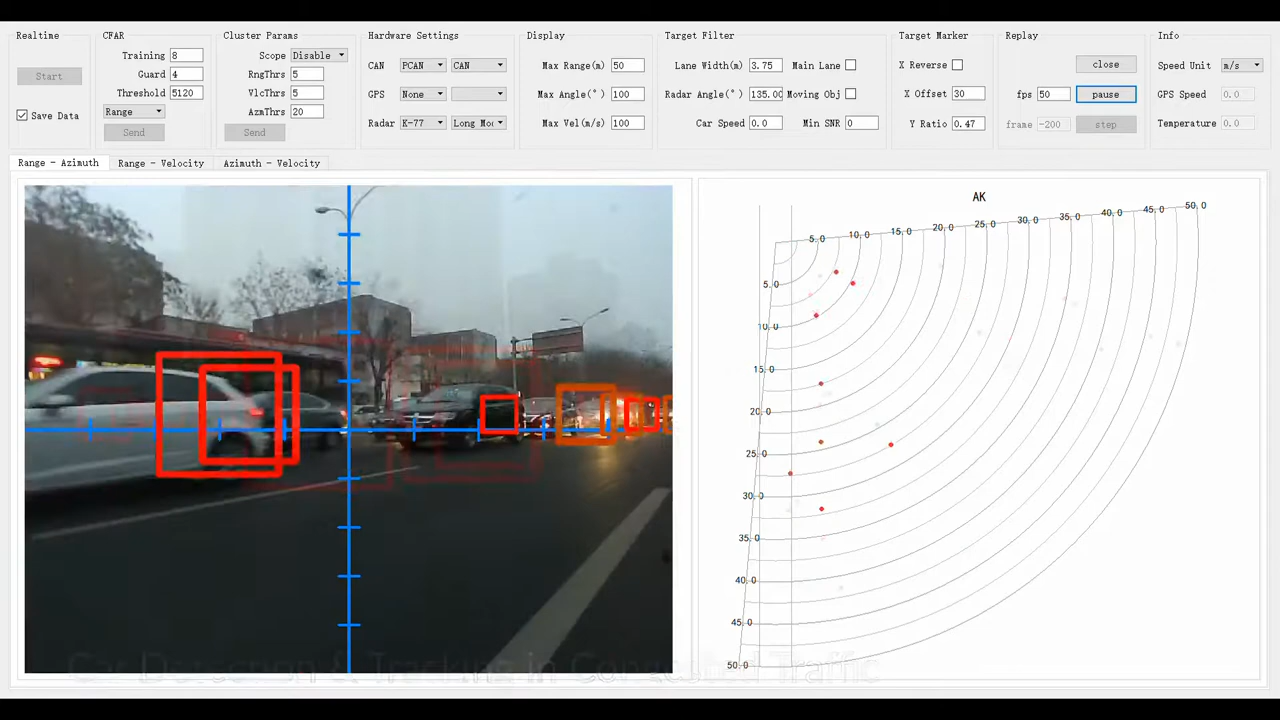 Realtime
CFAR
Cluster Params
Hardware Settings
Display
Target Filter
Target Marker
Replay
Info
Start
Save Data
Training 8
Guard 4
Threshold 5120
Range
Send
Scope Disable
RngThrs 5
VlcThrs 5
AzmThrs 20
Send
CAN PCAN CAN
GPS None
Radar K-77 Long Mo
Max Range(m) 50
Max Angle(°) 100
Max Vel(m/s) 100
Lane Width(m) 3.75 Main Lane
Radar Angle(°) 135.00 Moving Obj
Car Speed 0.0 Min SNR 0
X Reverse
X Offset 30
Y Ratio 0.47
close
fps 50 pause
frame -200 step
Speed Unit m/s
GPS Speed 0.0
Temperature 0.0
Range - Azimuth Range - Velocity Azimuth - Velocity
AK
5.0 10.0 15.0 20.0 25.0 30.0 35.0 40.0 45.0 50.0
5.0
10.0
15.0
20.0
25.0
30.0
35.0
40.0
45.0
50.0
Car Detection & Tracking in Congested Traffic